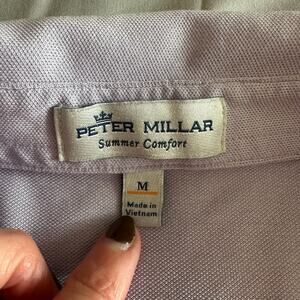 PETER MILLAR
Summer Comfort
M
Made in
Vietnam